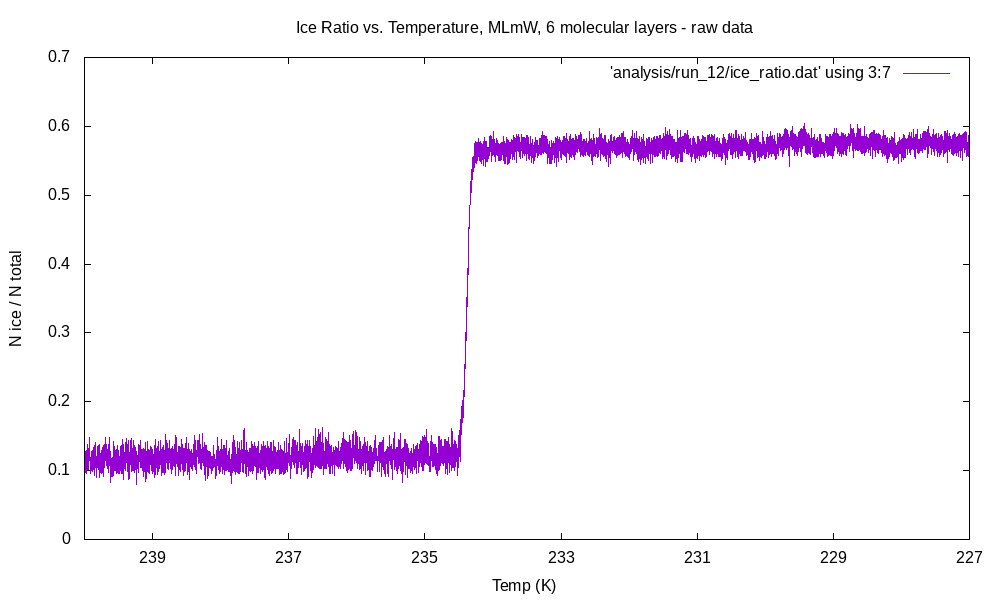 Ice Ratio vs. Temperature, MLmW, 6 molecular layers - raw data
'analysis/run_12/ice_ratio.dat' using 3:7
0.7
0.6
0.5
0.4
0.3
0.2
0.1
0
N ice / N total
239 237 235 233 231 229 227
Temp (K)